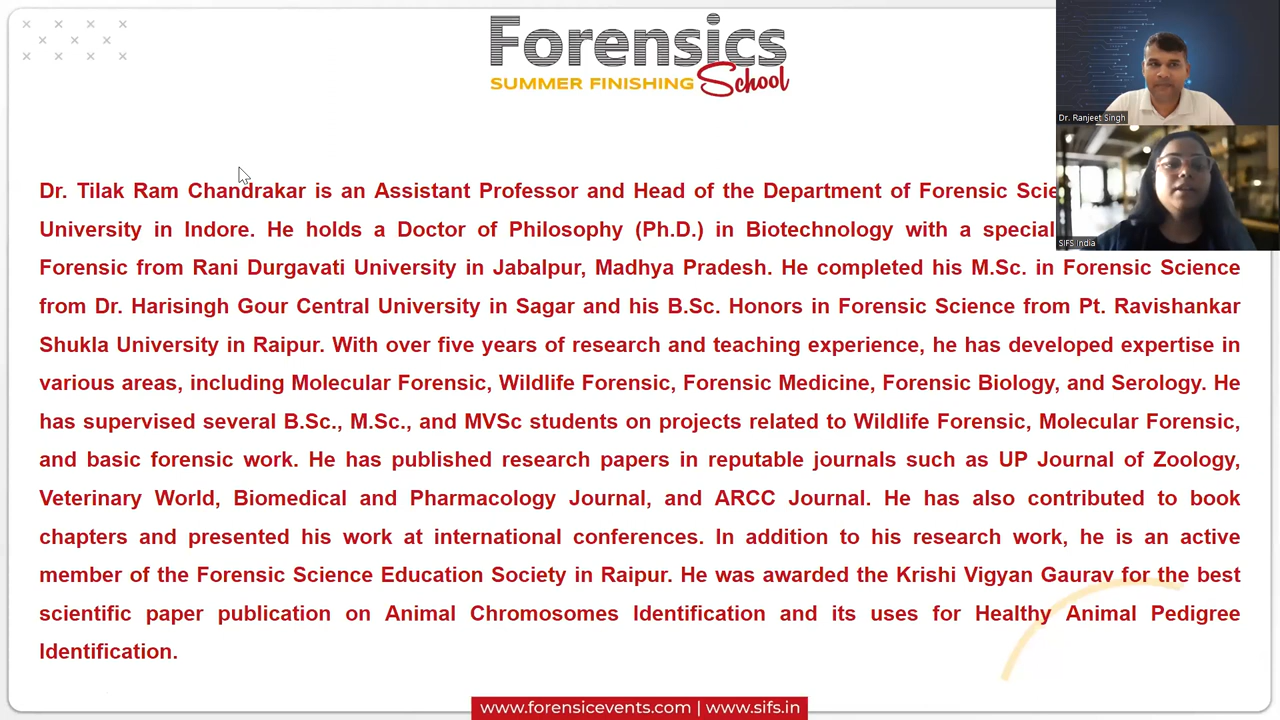 Forensics
SUMMER FINISHING School
Dr. Ranjeet Singh
Dr. Tilak Ram Chandrakar is an Assistant Professor and Head of the Department of Forensic
University in Indore. He holds a Doctor of Philosophy (Ph.D.) in Biotechnology with a
SIFS India
Forensic from Rani Durgavati University in Jabalpur, Madhya Pradesh. He completed his M.Sc. in Forensic Science
from Dr. Harisingh Gour Central University in Sagar and his B.Sc. Honors in Forensic Science from Pt. Ravishankar
Shukla University in Raipur. With over five years of research and teaching experience, he has developed expertise in
various areas, including Molecular Forensic, Wildlife Forensic, Forensic Medicine, Forensic Biology, and Serology. He
has supervised several B.Sc., M.Sc., and MVSc students on projects related to Wildlife Forensic, Molecular Forensic,
and basic forensic work. He has published research papers in reputable journals such as UP Journal of Zoology,
Veterinary World, Biomedical and Pharmacology Journal, and ARCC Journal. He has also contributed to book
chapters and presented his work at international conferences. In addition to his research work, he is an active
member of the Forensic Science Education Society in Raipur. He was awarded the Krishi Vigyan Gaurav for the best
scientific paper publication on Animal Chromosomes Identification and its uses for Healthy Animal Pedigree
Identification.
www.forensicevents.com | www.sifs.in